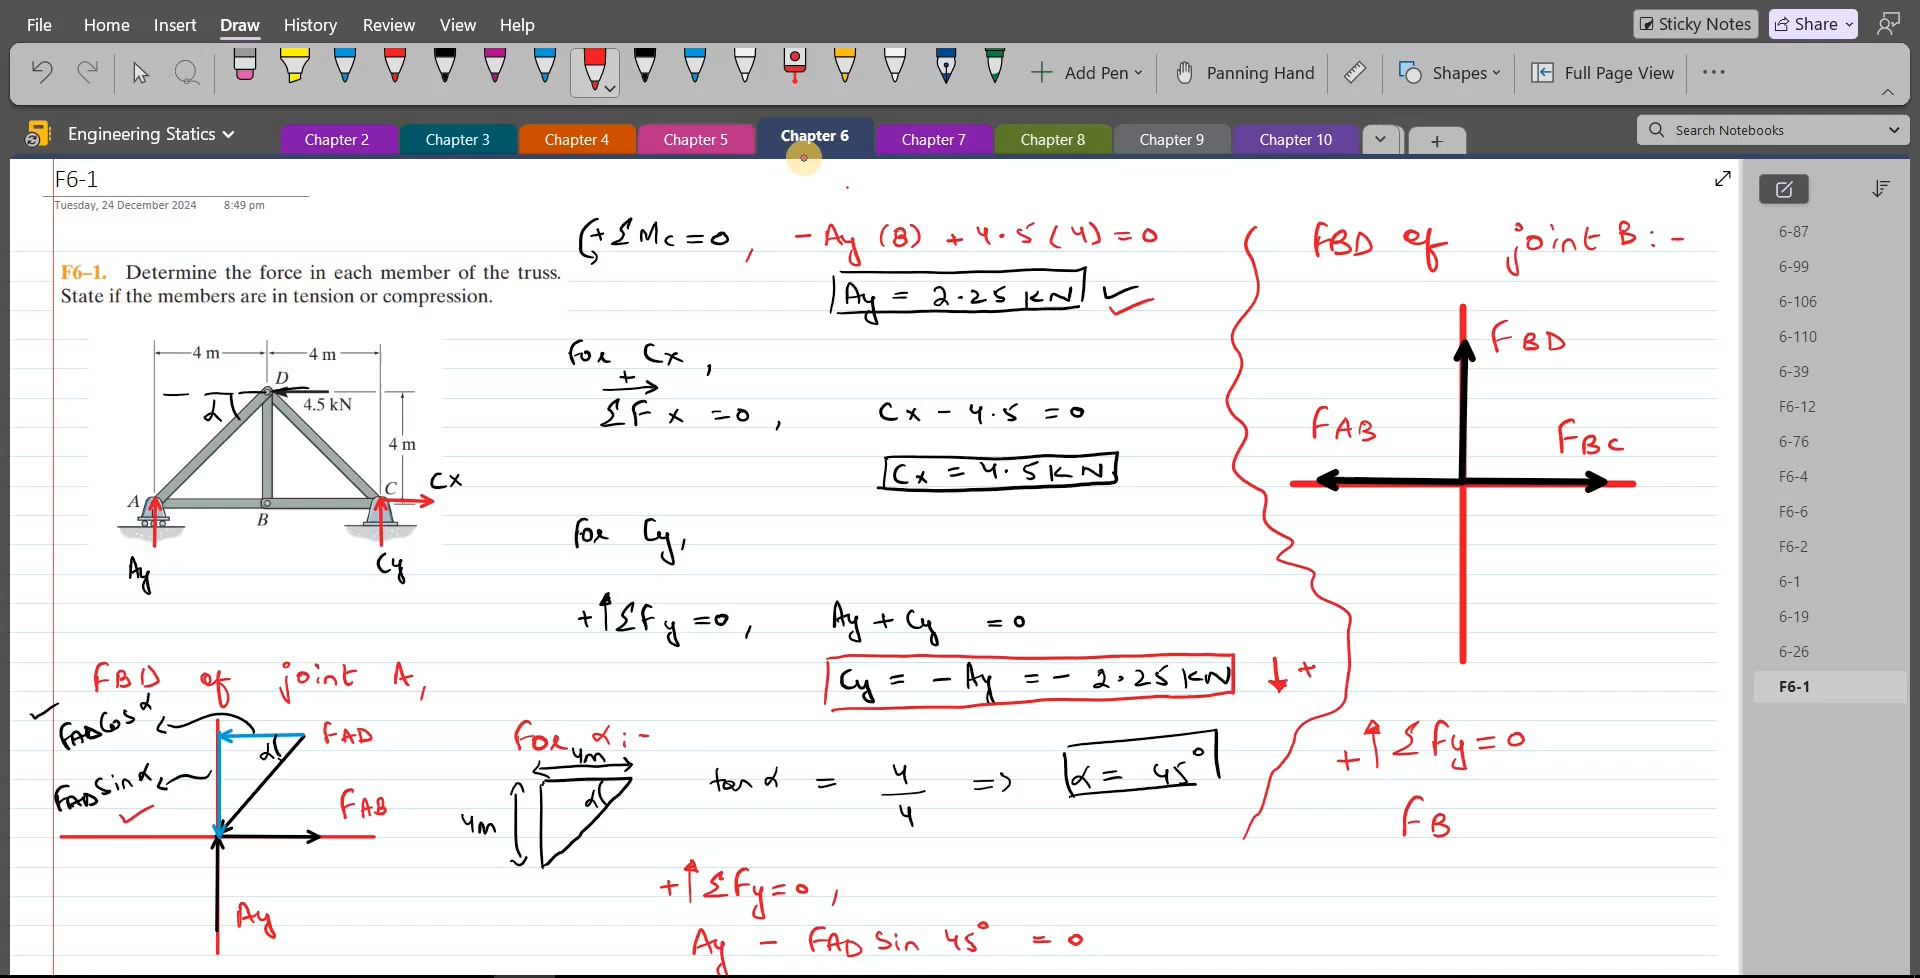 File Home Insert Draw History Review View Help
Sticky Notes Share
Add Pen Panning Hand Shapes Full Page View
Engineering Statics
Chapter 2 Chapter 3 Chapter 4 Chapter 5 Chapter 6 Chapter 7 Chapter 8 Chapter 9 Chapter 10 +
Search Notebooks
F6-1
Tuesday, 24 December 2024 8:49 pm
F6–1. Determine the force in each member of the truss.
State if the members are in tension or compression.
4 m 4 m
D
α
4.5 kN
4 m
A
B
C
Cx
Ay
Cy
+ΣMc=0, -Ay (8) + 4.5 (4) = 0
Ay = 2.25 KN
For Cx,
+
ΣFx =0, Cx - 4.5 = 0
Cx = 4.5 KN
For Cy,
+↑ΣFy =0, Ay + Cy = 0
Cy = - Ay = - 2.25 KN ↓+
FBD of joint A,
FAD Cos α
FAD
α
FAD Sin α
FAB
Ay
For α:-
4m
α
4m
tan α = 4/4 => α = 45°
+↑ΣFy=0,
Ay - FAD Sin 45° = 0
FBD of joint B:-
FBD
FAB
FBC
+↑ΣFy=0
FB
6-87
6-99
6-106
6-110
6-39
F6-12
6-76
F6-4
F6-6
F6-2
6-1
6-19
6-26
F6-1